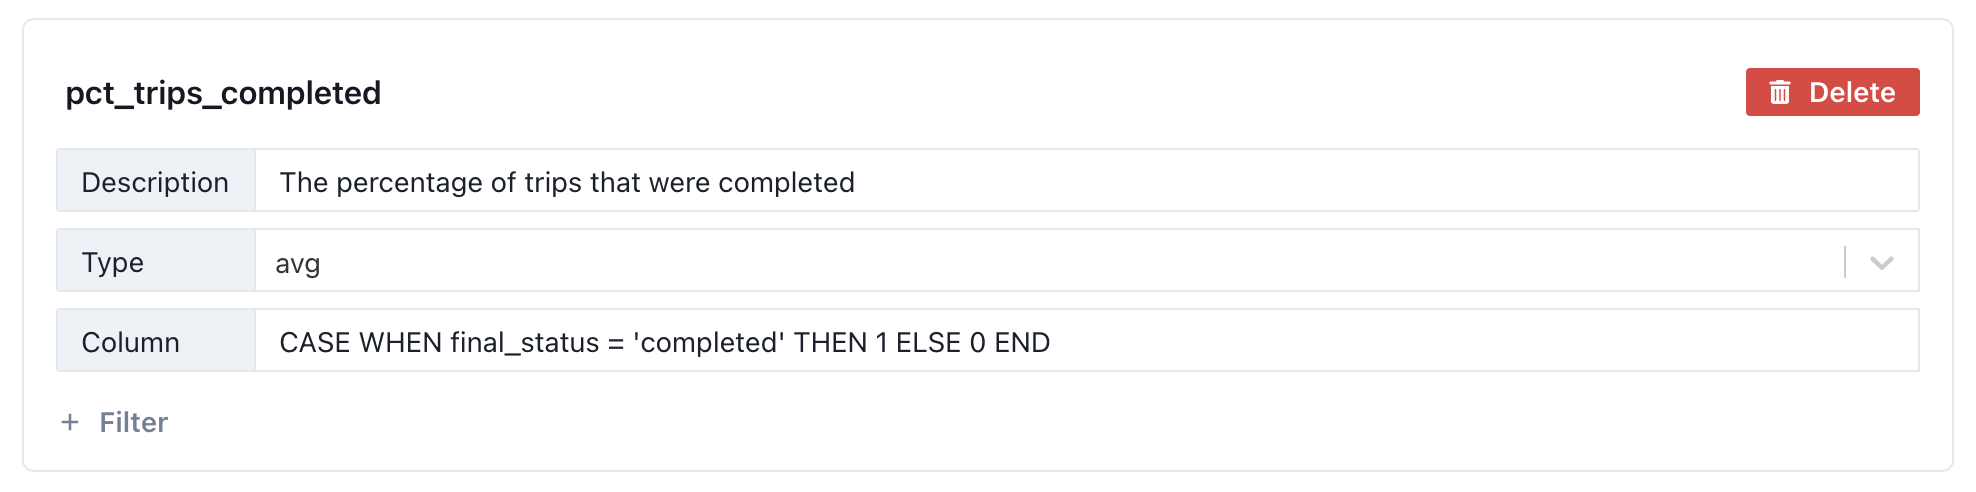 pct_trips_completed
Delete
Description The percentage of trips that were completed
Type avg
Column CASE WHEN final_status = 'completed' THEN 1 ELSE 0 END
+ Filter